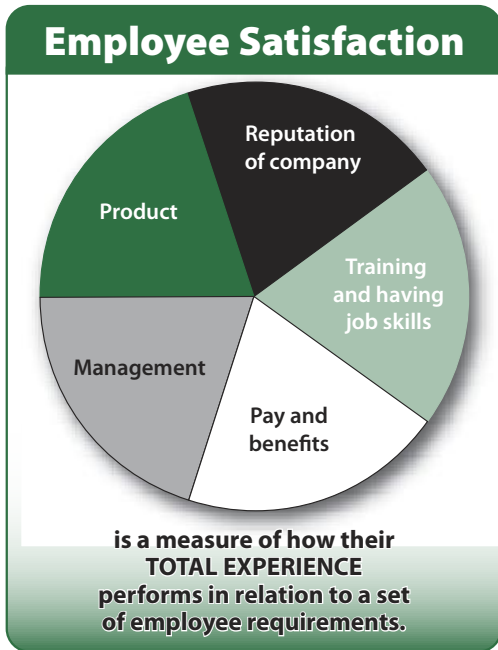 Employee Satisfaction
Reputation
of company
Product
Training
and having
job skills
Management
Pay and
benefits
is a measure of how their
TOTAL EXPERIENCE
performs in relation to a set
of employee requirements.